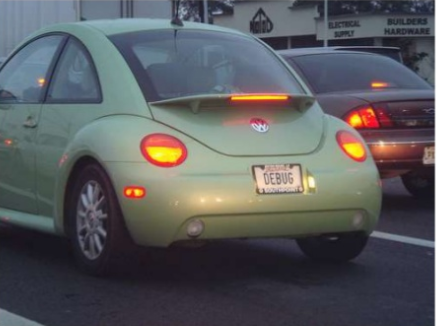 ELECTRICAL
SUPPLY
BUILDERS
HARDWARE
DEBUG